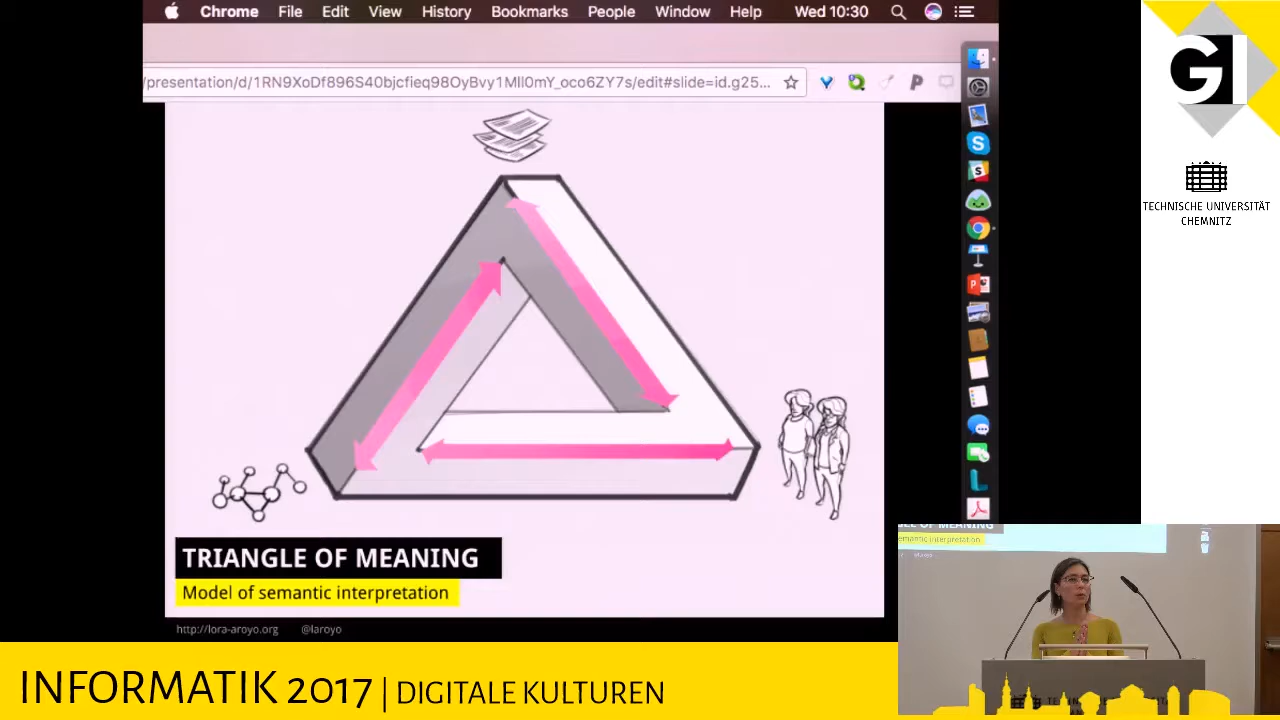 Chrome File Edit View History Bookmarks People Window Help Wed 10:30
/presentation/d/1RN9XoDf896S40bjcfieq98OyBvy1Mll0mY_oco6ZY7s/edit#slide=id.g25...
GI
TECHNISCHE UNIVERSITÄT
CHEMNITZ
TRIANGLE OF MEANING
Model of semantic interpretation
http://lora-aroyo.org @laroyo
semantic interpretation
INFORMATIK 2017 | DIGITALE KULTUREN